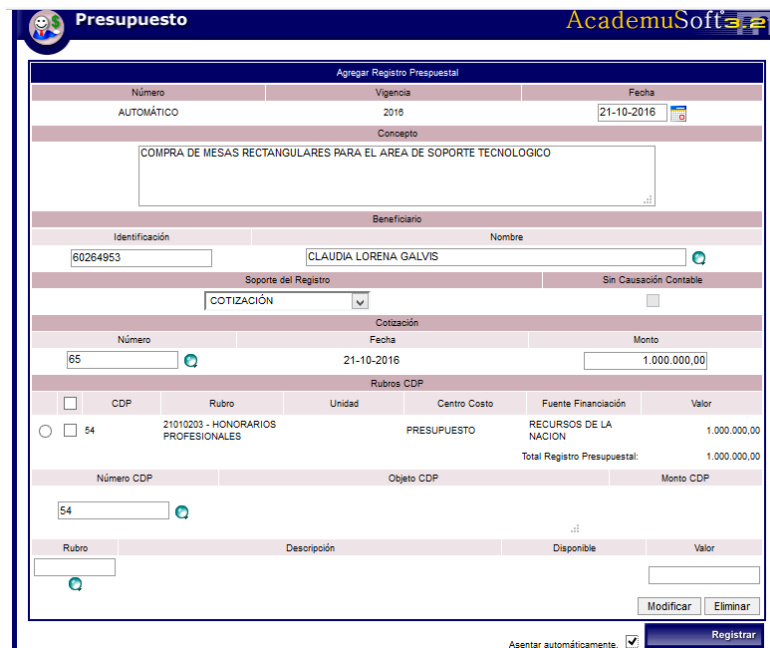 Presupuesto
AcademuSoft 3.2
Agregar Registro Prespuestal
Número Vigencia Fecha
AUTOMÁTICO 2016 21-10-2016
Concepto
COMPRA DE MESAS RECTANGULARES PARA EL AREA DE SOPORTE TECNOLOGICO
Beneficiario
Identificación Nombre
60264953 CLAUDIA LORENA GALVIS
Soporte del Registro Sin Causación Contable
COTIZACIÓN
Cotización
Número Fecha Monto
65 21-10-2016 1.000.000,00
Rubros CDP
CDP Rubro Unidad Centro Costo Fuente Financiación Valor
54 21010203 - HONORARIOS PROFESIONALES PRESUPUESTO RECURSOS DE LA NACION 1.000.000,00
Total Registro Presupuestal: 1.000.000,00
Número CDP Objeto CDP Monto CDP
54
Rubro Descripción Disponible Valor
Modificar Eliminar
Asentar automáticamente. Registrar